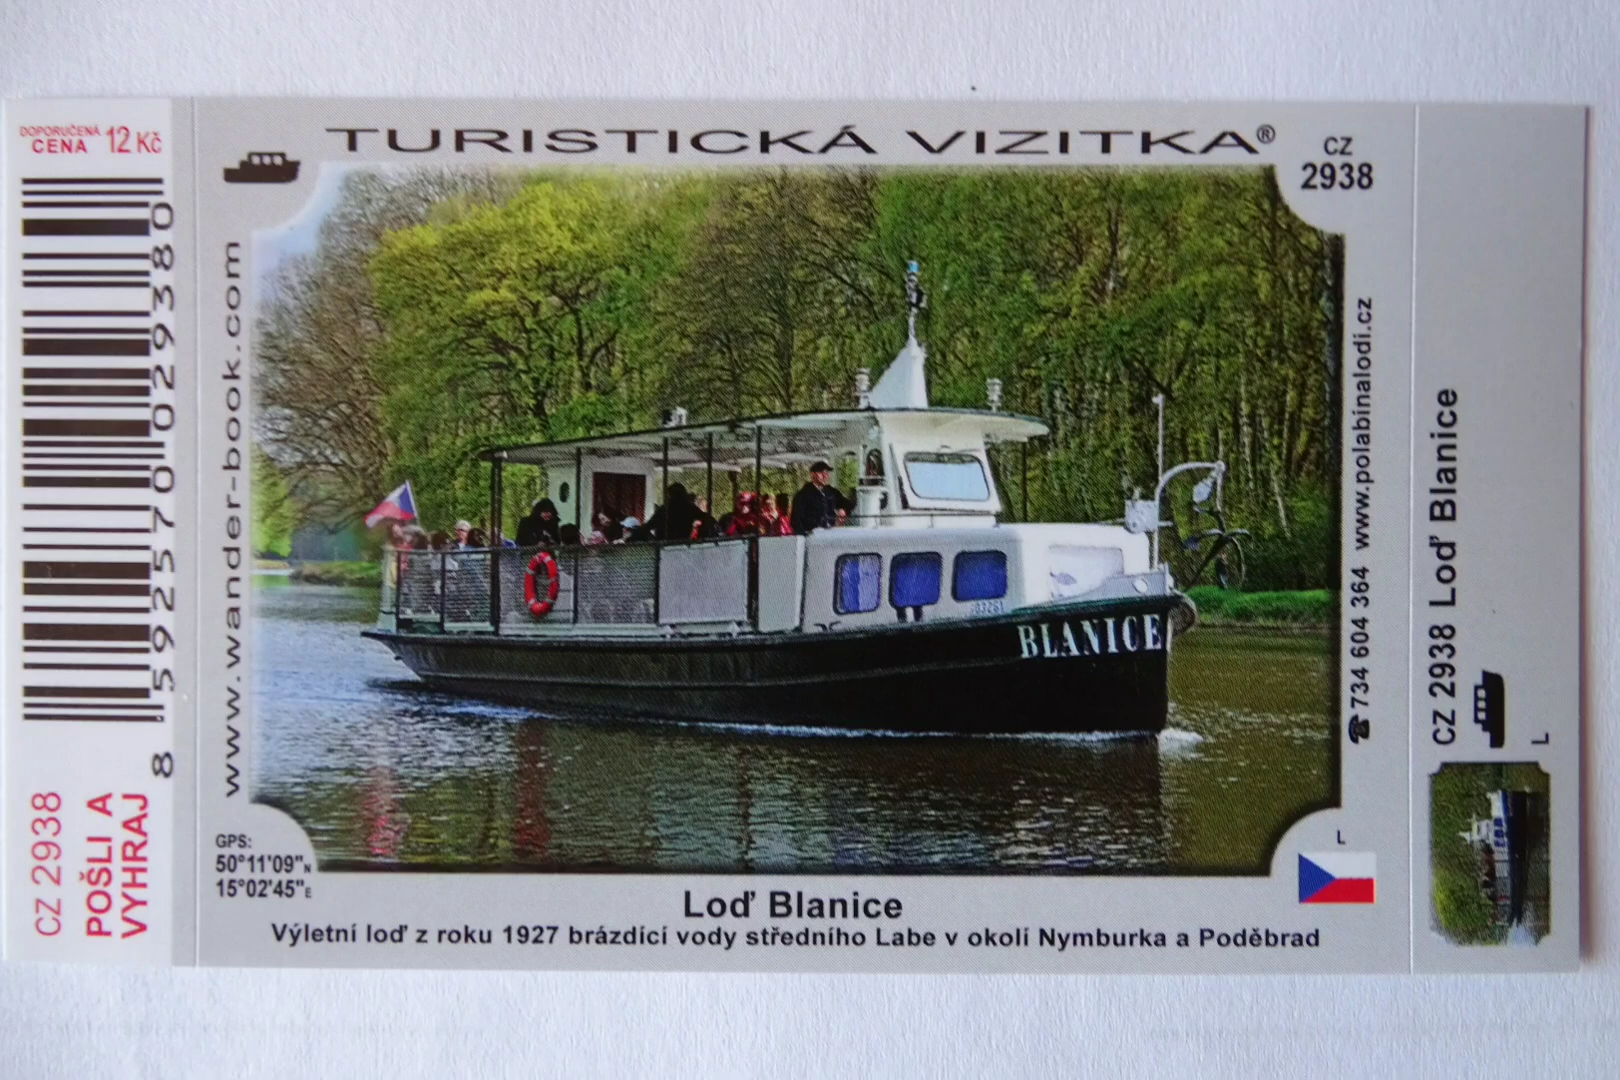 DOPORUČENÁ
CENA 12 Kč
8 592570 029380
CZ 2938
POŠLI A
VYHRAJ
TURISTICKÁ VIZITKA®
CZ
2938
www.wander-book.com
BLANICE
☎ 734 604 364 www.polabinalodi.cz
GPS:
50°11'09"N
15°02'45"E
L
Loď Blanice
Výletní loď z roku 1927 brázdící vody středního Labe v okolí Nymburka a Poděbrad
CZ 2938 Loď Blanice
L